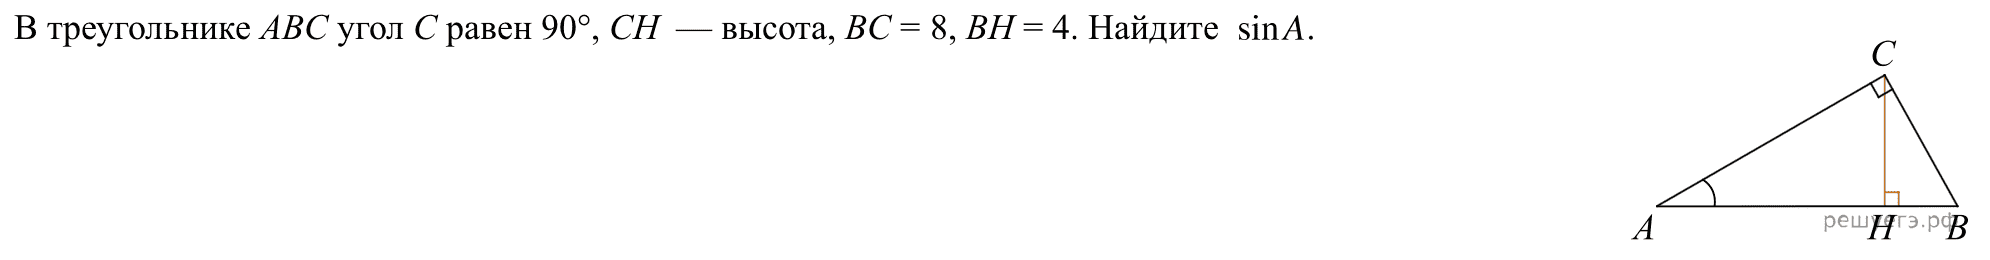 В треугольнике ABC угол C равен 90°, CH — высота, BC = 8, BH = 4. Найдите sin A.
C
A
H
B
решуегэ.рф